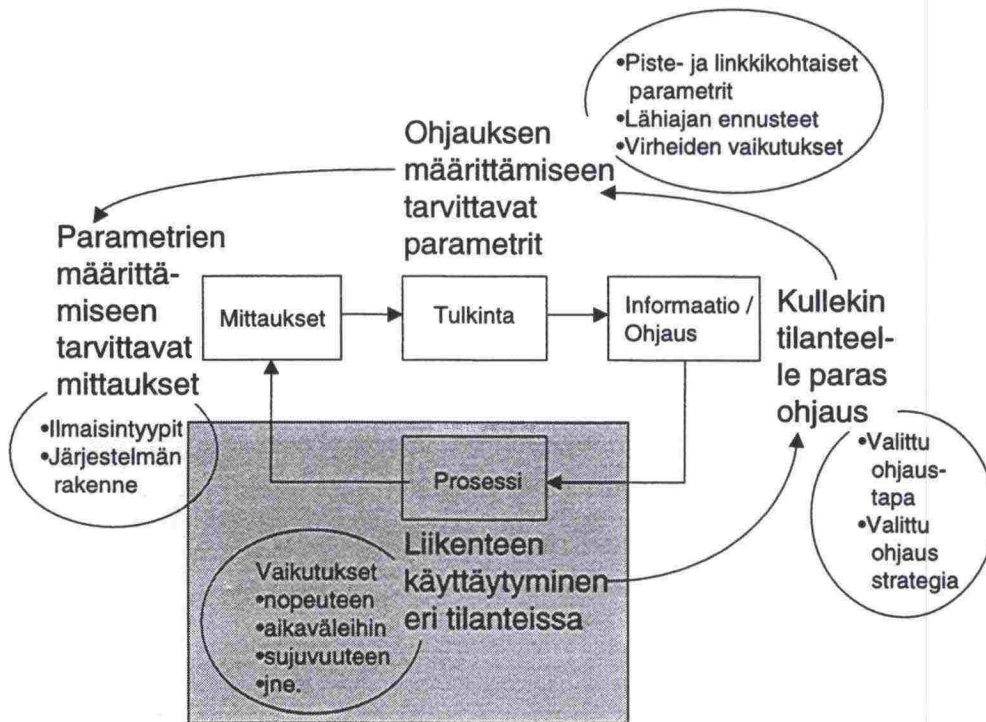 •Piste- ja linkkikohtaiset
parametrit
•Lähiajan ennusteet
•Virheiden vaikutukset
Ohjauksen
määrittämiseen
tarvittavat
parametrit
Parametrien
määrittä-
miseen
tarvittavat
mittaukset
•Ilmaisintyypit
•Järjestelmän
rakenne
Mittaukset
Tulkinta
Informaatio /
Ohjaus
Kullekin
tilanteel-
le paras
ohjaus
•Valittu
ohjaus-
tapa
•Valittu
ohjaus
strategia
Prosessi
Liikenteen
käyttäytyminen
eri tilanteissa
Vaikutukset
•nopeuteen
•aikaväleihin
•sujuvuuteen
•jne.